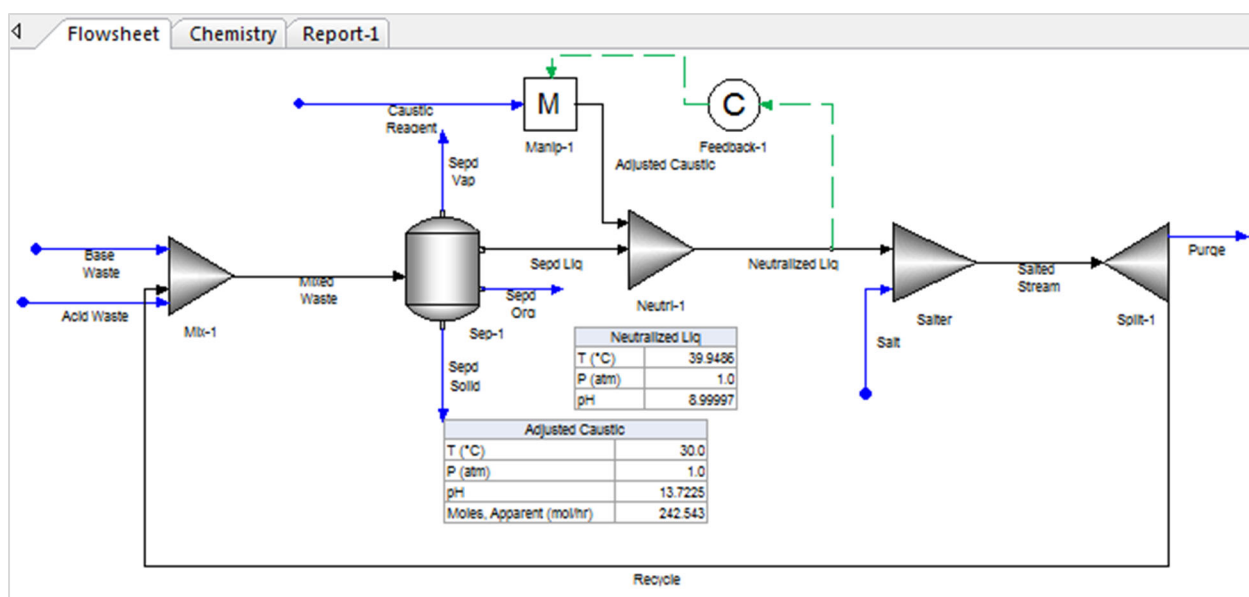 Flowsheet
Chemistry
Report-1
Caustic
Reagent
M
Manip-1
C
Feedback-1
Adjusted Caustic
Sepd
Vap
Base
Waste
Acid Waste
Mix-1
Mixed
Waste
Sepd Liq
Sepd
Org
Sep-1
Sepd
Solid
Neutri-1
Neutralized Liq
Salter
Salt
Salted
Stream
Split-1
Purge
Neutralized Liq
T (°C) 39.9486
P (atm) 1.0
pH 8.99997
Adjusted Caustic
T (°C) 30.0
P (atm) 1.0
pH 13.7225
Moles, Apparent (mol/hr) 242.543
Recycle